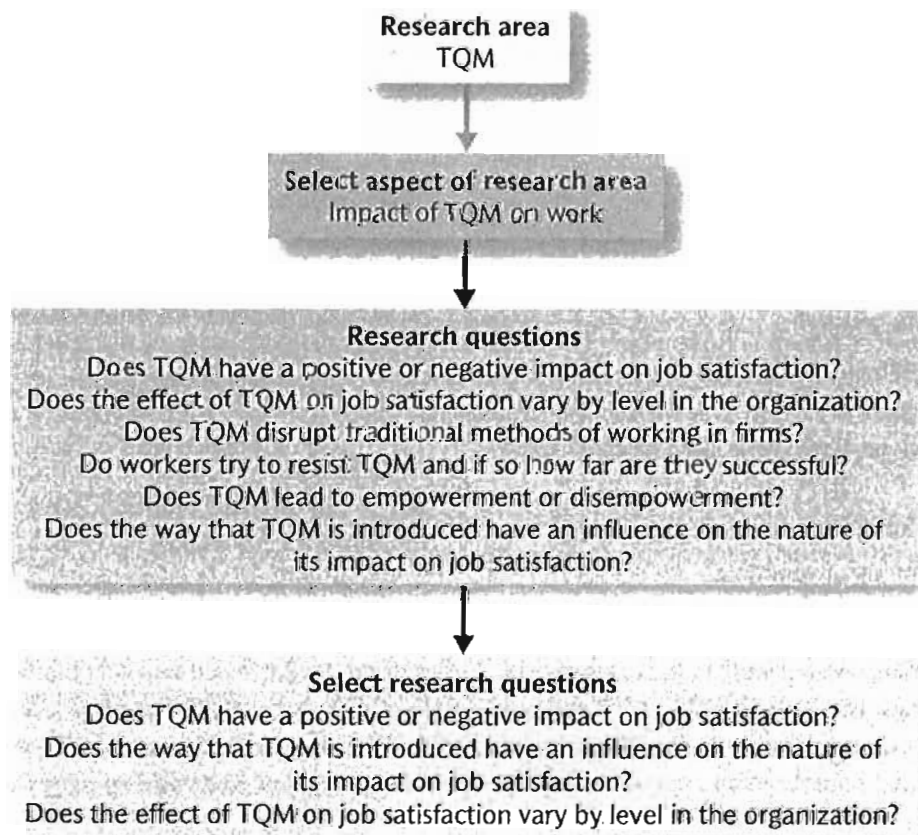 Research area
TQM
Select aspect of research area
Impact of TQM on work
Research questions
Does TQM have a positive or negative impact on job satisfaction?
Does the effect of TQM on job satisfaction vary by level in the organization?
Does TQM disrupt traditional methods of working in firms?
Do workers try to resist TQM and if so how far are they successful?
Does TQM lead to empowerment or disempowerment?
Does the way that TQM is introduced have an influence on the nature of
its impact on job satisfaction?
Select research questions
Does TQM have a positive or negative impact on job satisfaction?
Does the way that TQM is introduced have an influence on the nature of
its impact on job satisfaction?
Does the effect of TQM on job satisfaction vary by level in the organization?